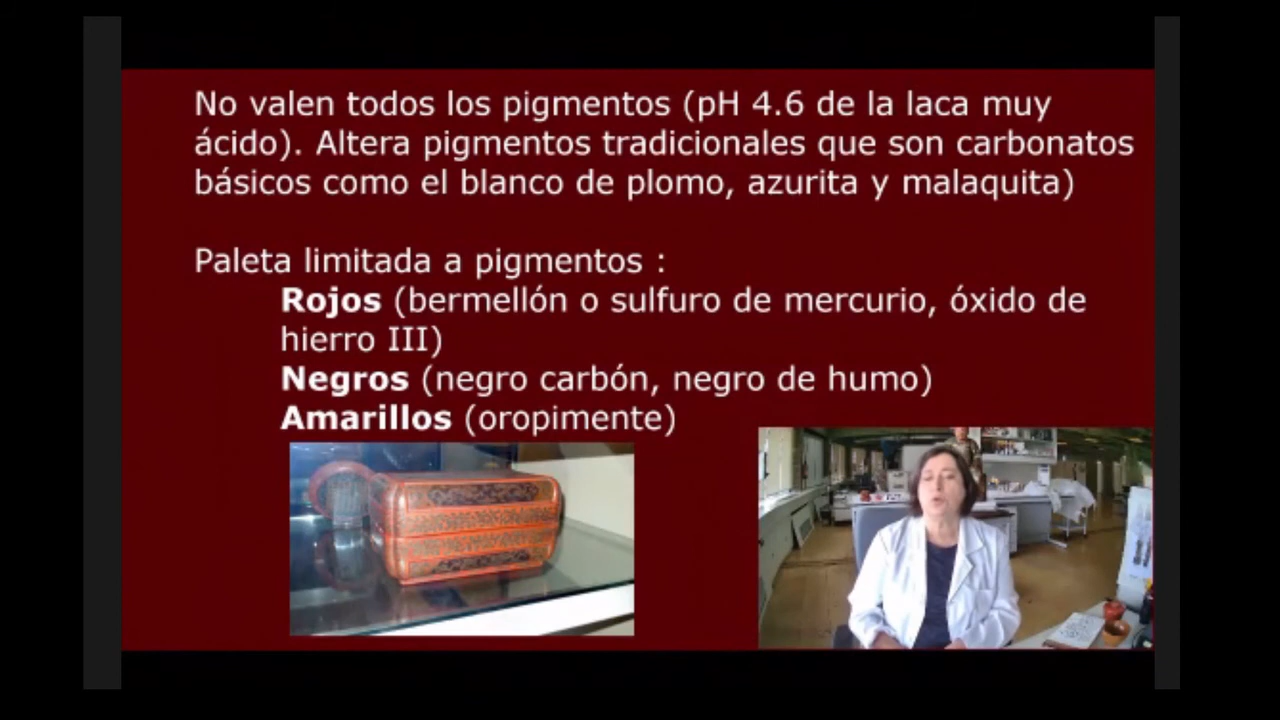 No valen todos los pigmentos (pH 4.6 de la laca muy
ácido). Altera pigmentos tradicionales que son carbonatos
básicos como el blanco de plomo, azurita y malaquita)
Paleta limitada a pigmentos :
Rojos (bermellón o sulfuro de mercurio, óxido de
hierro III)
Negros (negro carbón, negro de humo)
Amarillos (oropimente)